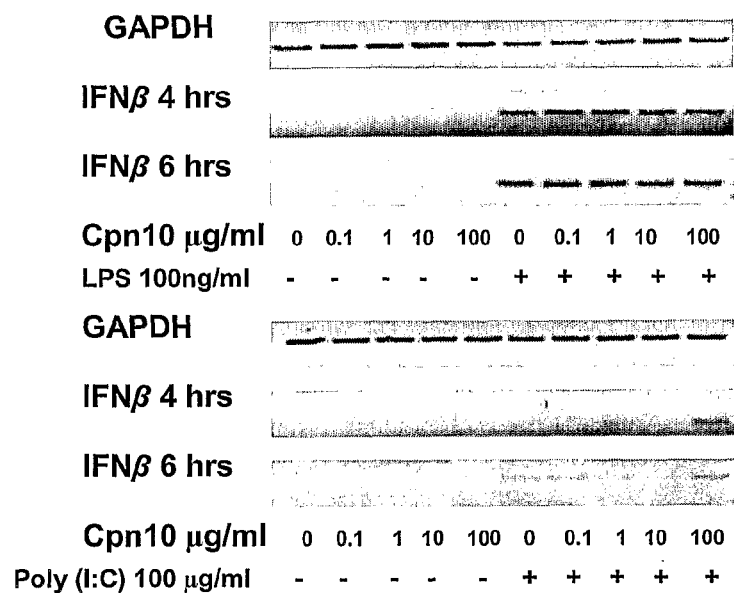 GAPDH
IFNβ 4 hrs
IFNβ 6 hrs
Cpn10 µg/ml 0 0.1 1 10 100 0 0.1 1 10 100
LPS 100ng/ml - - - - - + + + + +
GAPDH
IFNβ 4 hrs
IFNβ 6 hrs
Cpn10 µg/ml 0 0.1 1 10 100 0 0.1 1 10 100
Poly (I:C) 100 µg/ml - - - - - + + + + +